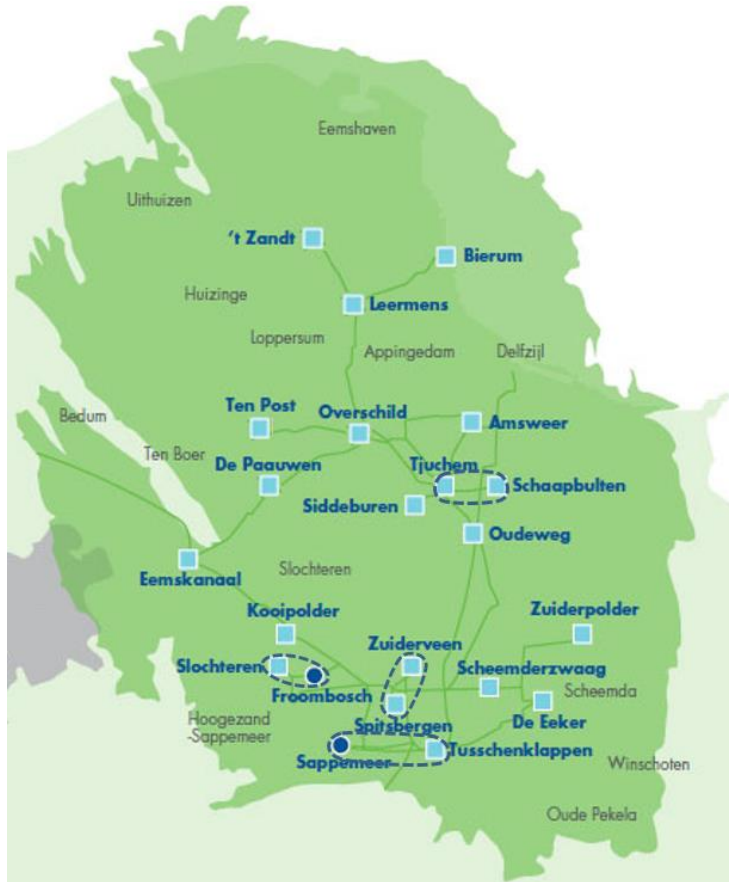 Eemshaven
Uithuizen
't Zandt
Bierum
Huizinge
Leermens
Loppersum
Appingedam
Delfzijl
Bedum
Ten Post
Overschild
Amsweer
Ten Boer
De Paauwen
Tjuchem
Schaapbulten
Siddeburen
Oudeweg
Eemskanaal
Slochteren
Kooipolder
Zuiderpolder
Zuiderveen
Slochteren
Scheemderzwaag
Froombosch
Scheemda
Hoogezand
-Sappemeer
Spitsbergen
De Eeker
Sappemeer
Tusschenklappen
Winschoten
Oude Pekela